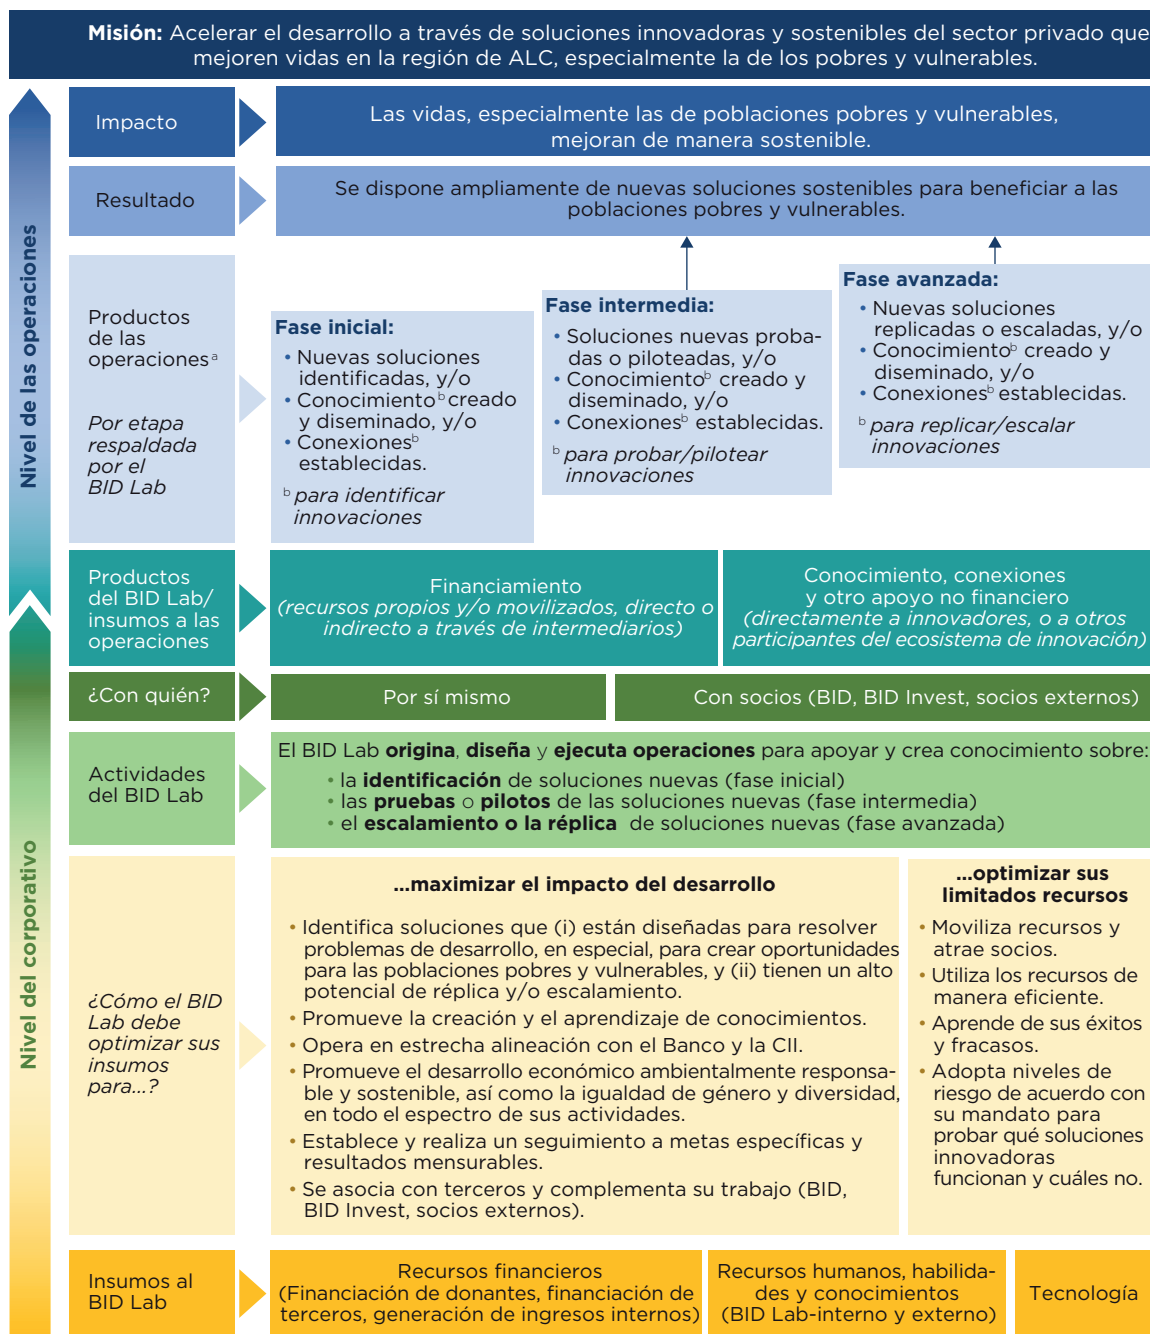 Misión: Acelerar el desarrollo a través de soluciones innovadoras y sostenibles del sector privado que
mejoren vidas en la región de ALC, especialmente la de los pobres y vulnerables.
Nivel de las operaciones
Impacto
Las vidas, especialmente las de poblaciones pobres y vulnerables,
mejoran de manera sostenible.
Resultado
Se dispone ampliamente de nuevas soluciones sostenibles para beneficiar a las
poblaciones pobres y vulnerables.
Productos
de las
operaciones a
Por etapa
respaldada
por el
BID Lab
Fase inicial:
• Nuevas soluciones
identificadas, y/o
• Conocimiento b creado
y diseminado, y/o
• Conexiones b
establecidas.
b para identificar
innovaciones
Fase intermedia:
• Soluciones nuevas proba-
das o piloteadas, y/o
• Conocimiento b creado y
diseminado, y/o
• Conexiones b establecidas.
b para probar/pilotear
innovaciones
Fase avanzada:
• Nuevas soluciones
replicadas o escaladas, y/o
• Conocimiento b creado y
diseminado, y/o
• Conexiones b establecidas.
b para replicar/escalar
innovaciones
Productos
del BID Lab/
insumos a las
operaciones
Financiamiento
(recursos propios y/o movilizados, directo o
indirecto a través de intermediarios)
Conocimiento, conexiones
y otro apoyo no financiero
(directamente a innovadores, o a otros
participantes del ecosistema de innovación)
Nivel del corporativo
¿Con quién?
Por sí mismo
Con socios (BID, BID Invest, socios externos)
Actividades
del BID Lab
El BID Lab origina, diseña y ejecuta operaciones para apoyar y crea conocimiento sobre:
• la identificación de soluciones nuevas (fase inicial)
• las pruebas o pilotos de las soluciones nuevas (fase intermedia)
• el escalamiento o la réplica de soluciones nuevas (fase avanzada)
¿Cómo el BID
Lab debe
optimizar sus
insumos
para...?
...maximizar el impacto del desarrollo
• Identifica soluciones que (i) están diseñadas para resolver
problemas de desarrollo, en especial, para crear oportunidades
para las poblaciones pobres y vulnerables, y (ii) tienen un alto
potencial de réplica y/o escalamiento.
• Promueve la creación y el aprendizaje de conocimientos.
• Opera en estrecha alineación con el Banco y la CII.
• Promueve el desarrollo económico ambientalmente responsa-
ble y sostenible, así como la igualdad de género y diversidad,
en todo el espectro de sus actividades.
• Establece y realiza un seguimiento a metas específicas y
resultados mensurables.
• Se asocia con terceros y complementa su trabajo (BID,
BID Invest, socios externos).
...optimizar sus
limitados recursos
• Moviliza recursos y
atrae socios.
• Utiliza los recursos de
manera eficiente.
• Aprende de sus éxitos
y fracasos.
• Adopta niveles de
riesgo de acuerdo con
su mandato para
probar qué soluciones
innovadoras
funcionan y cuáles no.
Insumos al
BID Lab
Recursos financieros
(Financiación de donantes, financiación de
terceros, generación de ingresos internos)
Recursos humanos, habilida-
des y conocimientos
(BID Lab-interno y externo)
Tecnología